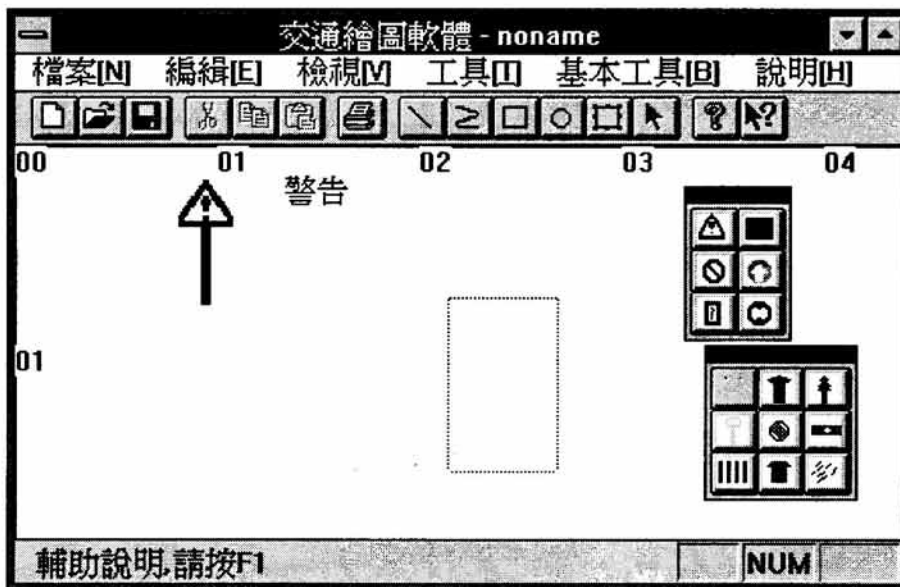 交通繪圖軟體 - noname
檔案[N] 編緝[E] 檢視[V] 工具[T] 基本工具[B] 說明[H]
00 01 02 03 04
警告
01
輔助說明,請按F1 NUM